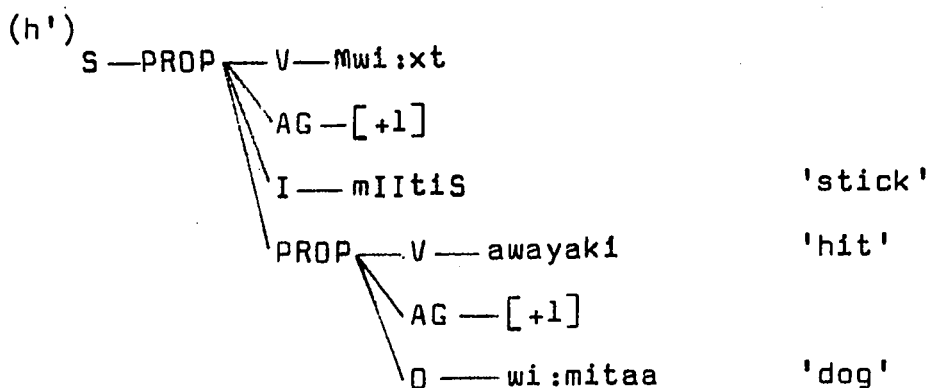 (h')
S — PROP — V — Mwi:xt
AG — [+1]
I — mIItiS 'stick'
PROP — V — awayaki 'hit'
AG — [+1]
O — wi:mitaa 'dog'